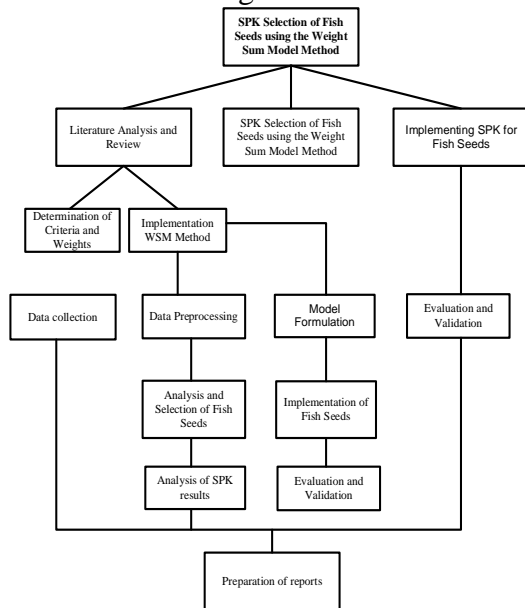 SPK Selection of Fish
Seeds using the Weight
Sum Model Method
Literature Analysis and
Review
SPK Selection of Fish
Seeds using the Weight
Sum Model Method
Implementing SPK for
Fish Seeds
Determination of
Criteria and
Weights
Implementation
WSM Method
Data collection
Data Preprocessing
Model
Formulation
Evaluation and
Validation
Analysis and
Selection of Fish
Seeds
Implementation of
Fish Seeds
Analysis of SPK
results
Evaluation and
Validation
Preparation of reports